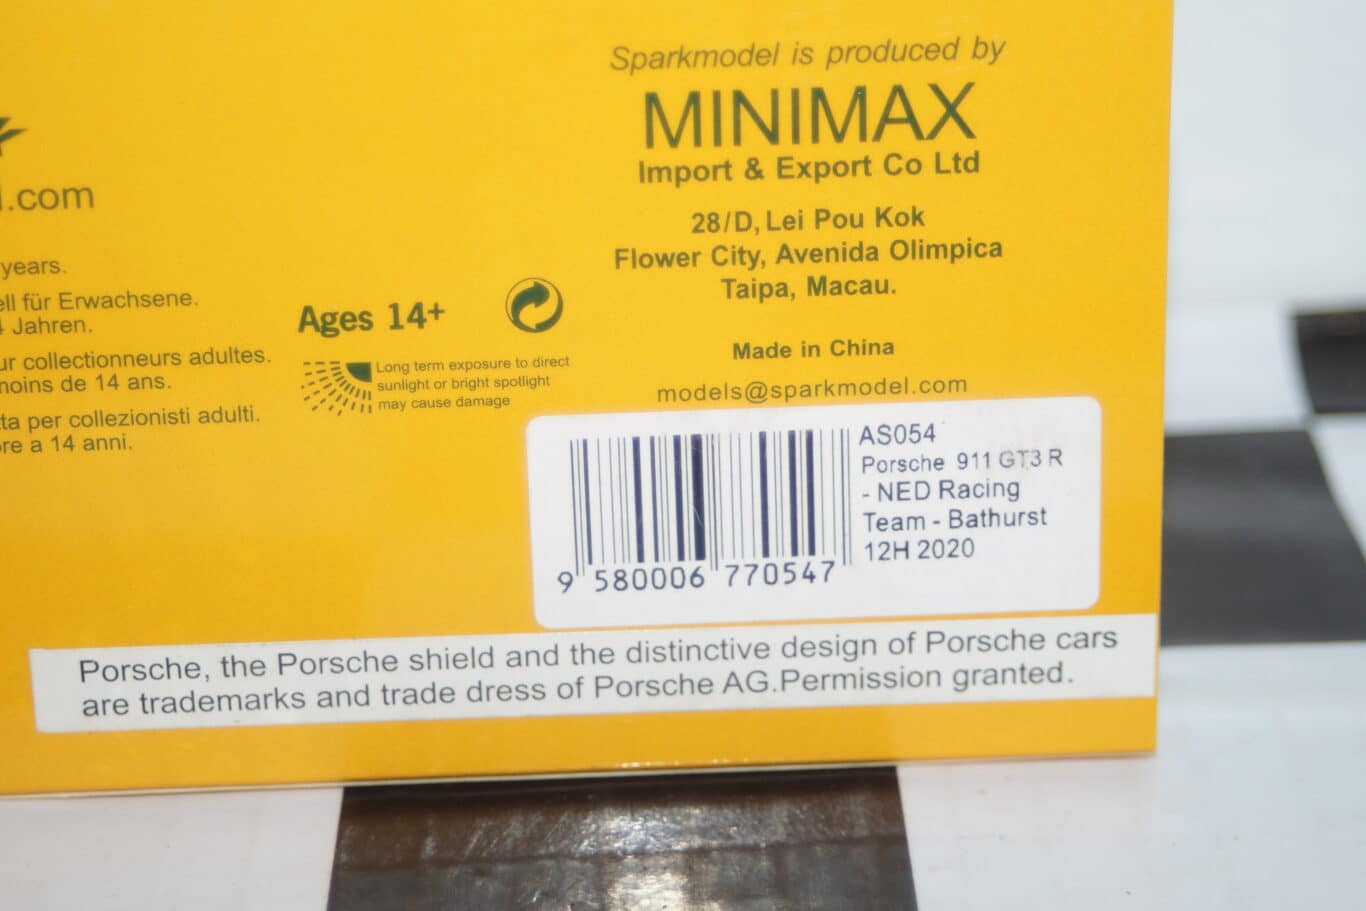 .com
years.
für Erwachsene.
Jahren.
collectionneurs adultes.
moins de 14 ans.
per collezionisti adulti.
a 14 anni.
Ages 14+
Long term exposure to direct
sunlight or bright spotlight
may cause damage
Sparkmodel is produced by
MINIMAX
Import & Export Co Ltd
28/D, Lei Pou Kok
Flower City, Avenida Olimpica
Taipa, Macau.
Made in China
models@sparkmodel.com
AS054
Porsche 911 GT3 R
- NED Racing
Team - Bathurst
12H 2020
9 580006 770547
Porsche, the Porsche shield and the distinctive design of Porsche cars
are trademarks and trade dress of Porsche AG.Permission granted.